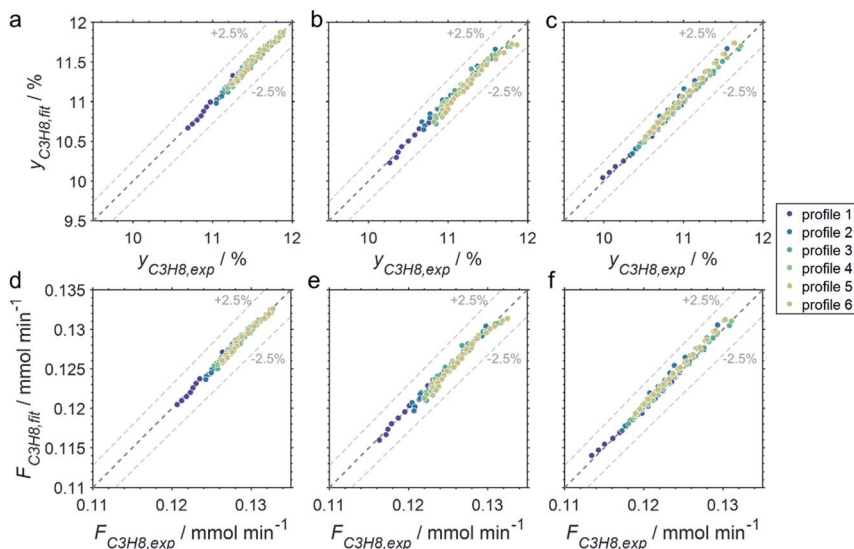 a
b
c
12
11.5
11
10.5
10
9.5
y_C3H8,fit / %
+2.5%
-2.5%
+2.5%
-2.5%
+2.5%
-2.5%
10 11 12
10 11 12
10 11 12
y_C3H8,exp / %
y_C3H8,exp / %
y_C3H8,exp / %
profile 1
profile 2
profile 3
profile 4
profile 5
profile 6
d
e
f
0.135
0.13
0.125
0.12
0.115
0.11
F_C3H8,fit / mmol min⁻¹
+2.5%
-2.5%
+2.5%
-2.5%
+2.5%
-2.5%
0.11 0.12 0.13
0.11 0.12 0.13
0.11 0.12 0.13
F_C3H8,exp / mmol min⁻¹
F_C3H8,exp / mmol min⁻¹
F_C3H8,exp / mmol min⁻¹